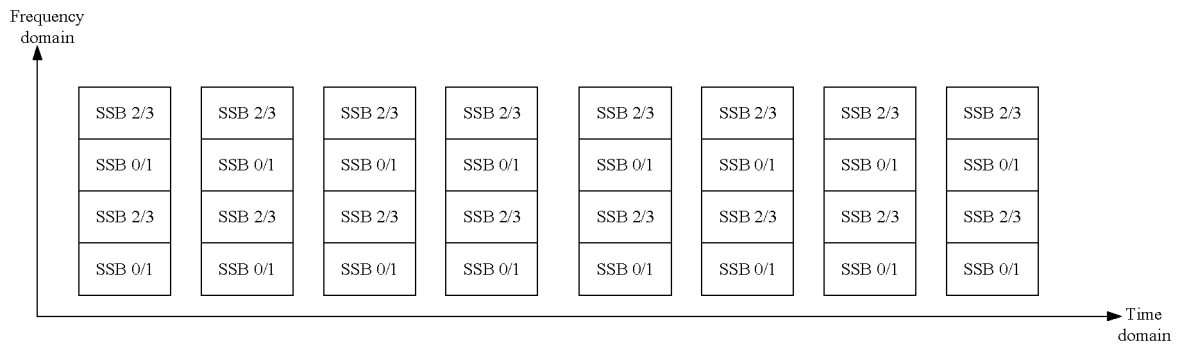 Frequency
domain
SSB 2/3 SSB 2/3 SSB 2/3 SSB 2/3 SSB 2/3 SSB 2/3 SSB 2/3 SSB 2/3
SSB 0/1 SSB 0/1 SSB 0/1 SSB 0/1 SSB 0/1 SSB 0/1 SSB 0/1 SSB 0/1
SSB 2/3 SSB 2/3 SSB 2/3 SSB 2/3 SSB 2/3 SSB 2/3 SSB 2/3 SSB 2/3
SSB 0/1 SSB 0/1 SSB 0/1 SSB 0/1 SSB 0/1 SSB 0/1 SSB 0/1 SSB 0/1
Time
domain